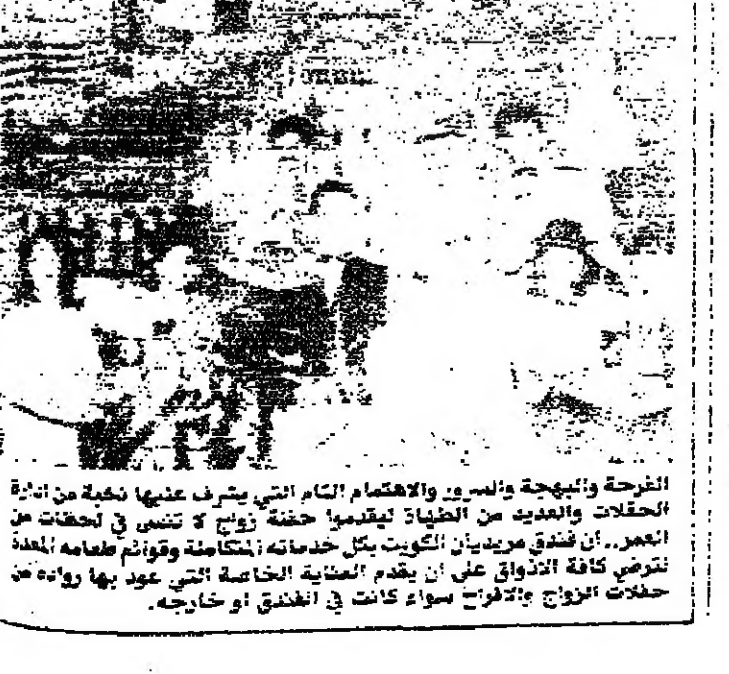 الفرحة والبهجة والسرور والاهتمام التام التي يشرف عليها نخبة من ادارة
الحفلات والعديد من الطهاة ليقدموا حفلة زواج لا تنسى في لحظات من
العمر.. ان فندق مريديان الكويت بكل خدماته المتكاملة وقوائم طعامه المعدة
لترضي كافة الاذواق على ان يقدم العناية الخاصة التي عود بها رواده من
حفلات الزواج والافراح سواء كانت في الفندق او خارجه.